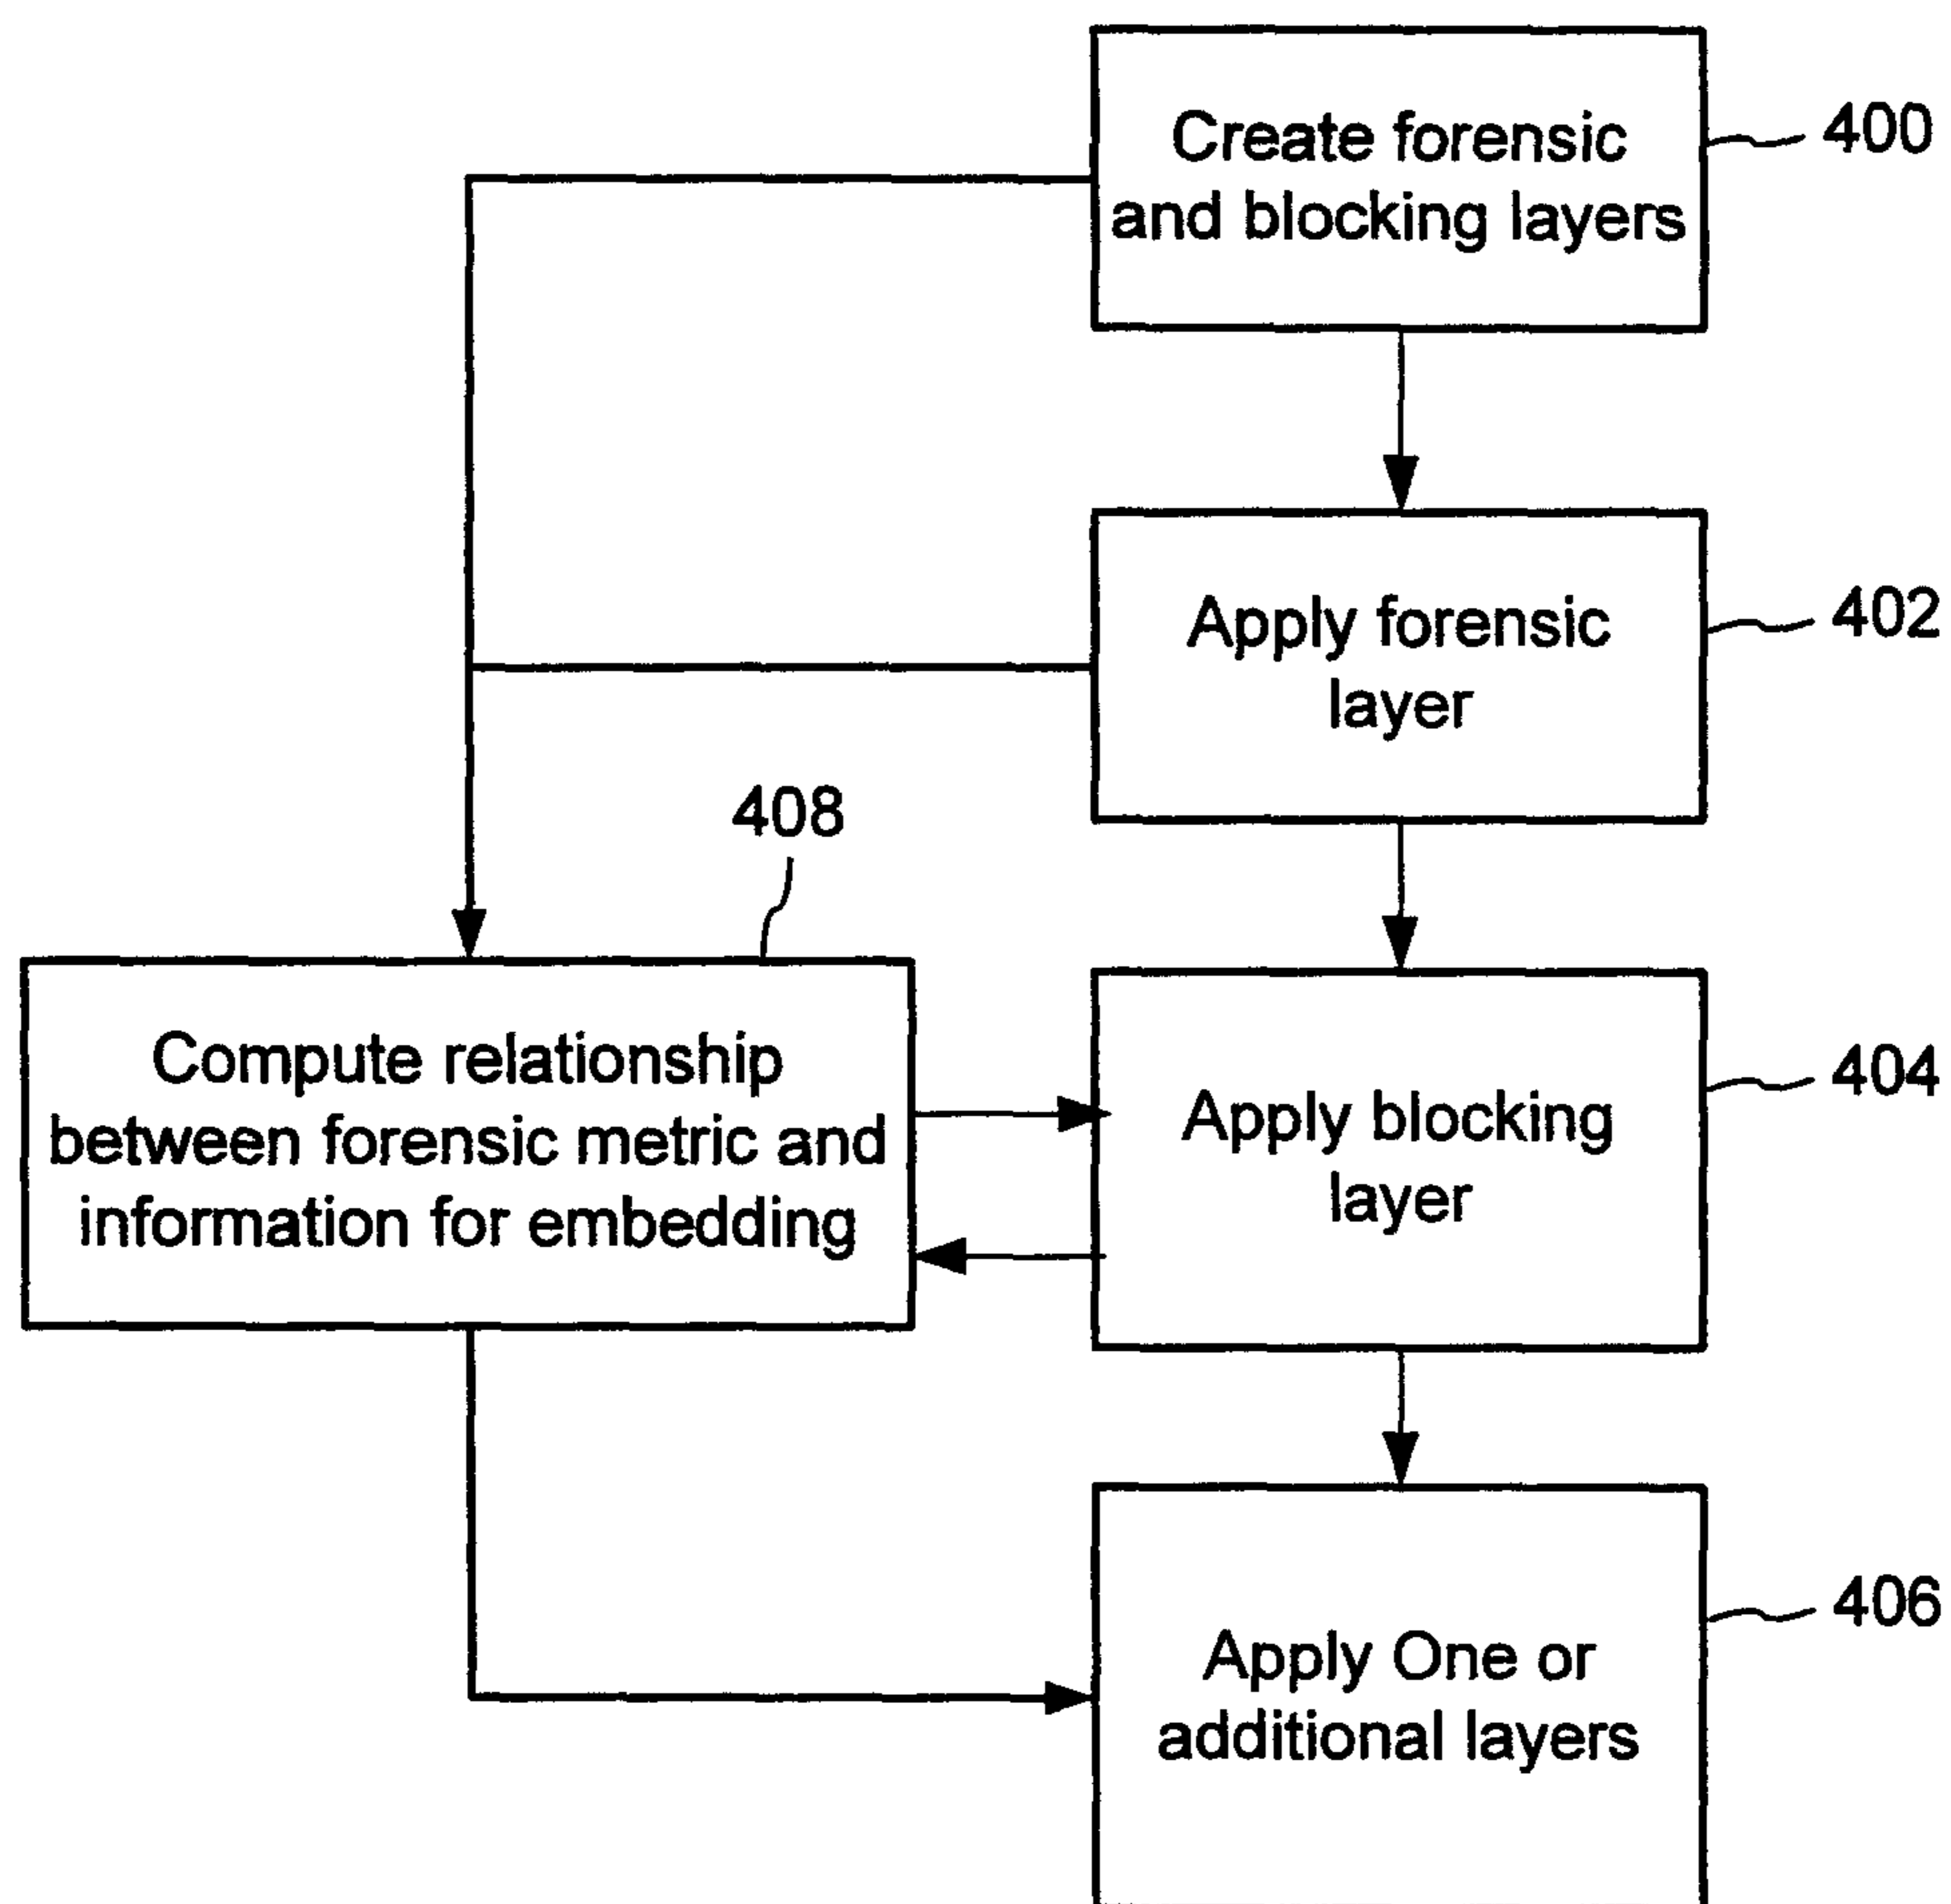 Create forensic
and blocking layers
400
Apply forensic
layer
402
408
Compute relationship
between forensic metric and
information for embedding
Apply blocking
layer
404
Apply One or
additional layers
406